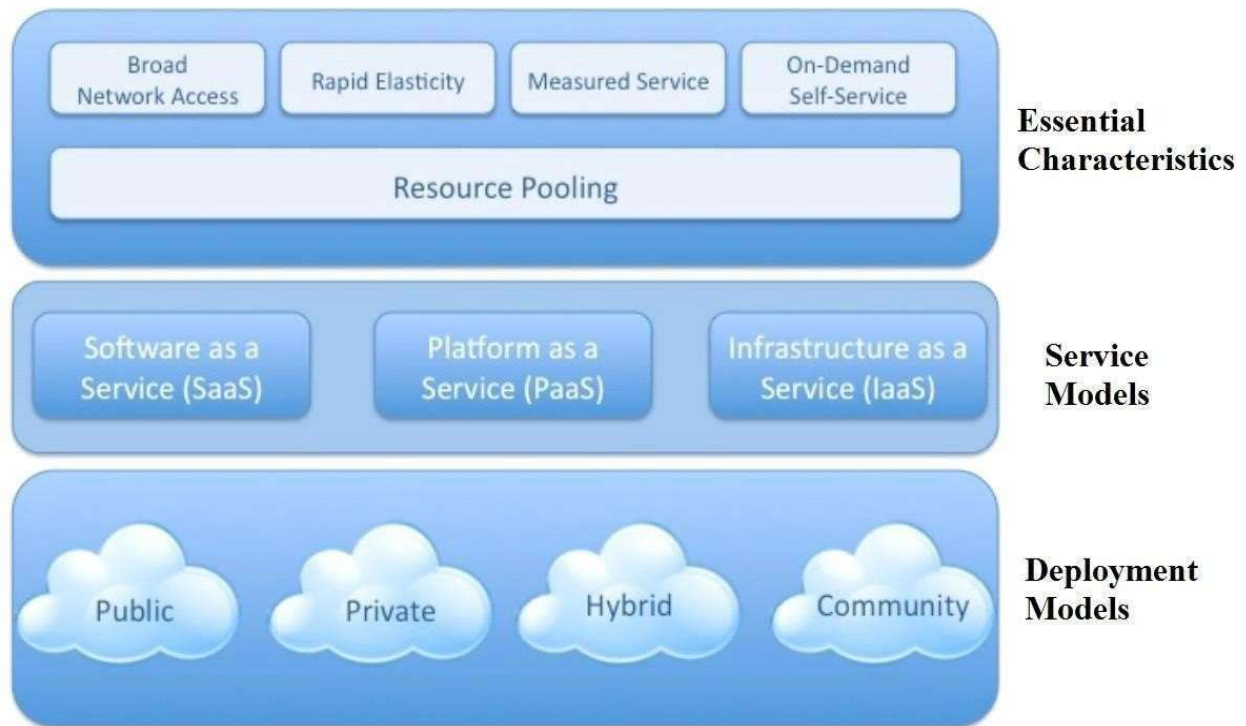 Broad
Network Access
Rapid Elasticity
Measured Service
On-Demand
Self-Service
Resource Pooling
Essential
Characteristics
Software as a
Service (SaaS)
Platform as a
Service (PaaS)
Infrastructure as a
Service (IaaS)
Service
Models
Public
Private
Hybrid
Community
Deployment
Models